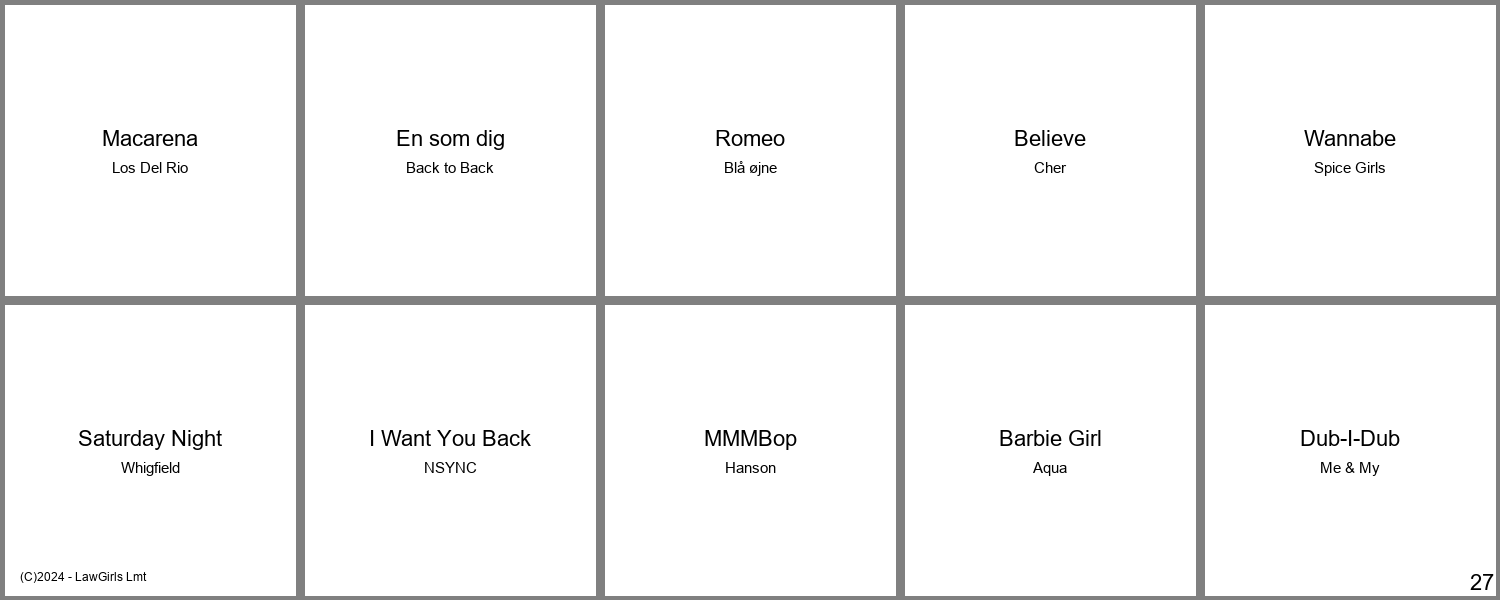 Macarena
Los Del Rio
En som dig
Back to Back
Romeo
Blå øjne
Believe
Cher
Wannabe
Spice Girls
Saturday Night
Whigfield
I Want You Back
NSYNC
MMMBop
Hanson
Barbie Girl
Aqua
Dub-I-Dub
Me & My
(C)2024 - LawGirls Lmt
27